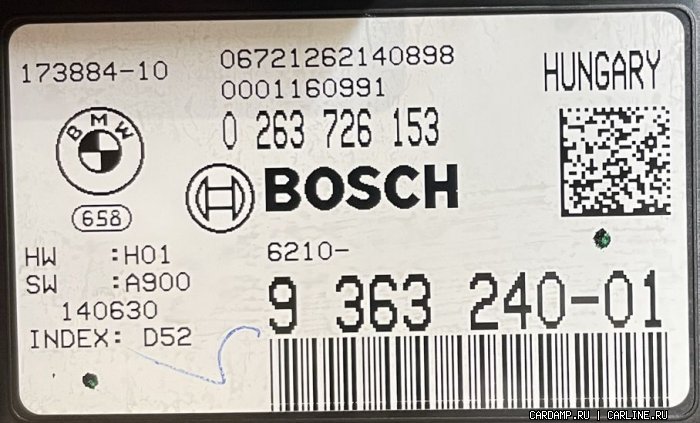 173884-10
06721262140898
0001160991
HUNGARY
0 263 726 153
BMW
BOSCH
658
HW :H01
6210-
SW :A900
9 363 240-01
140630
INDEX: D52
CARDAMP.RU | CARLINE.RU